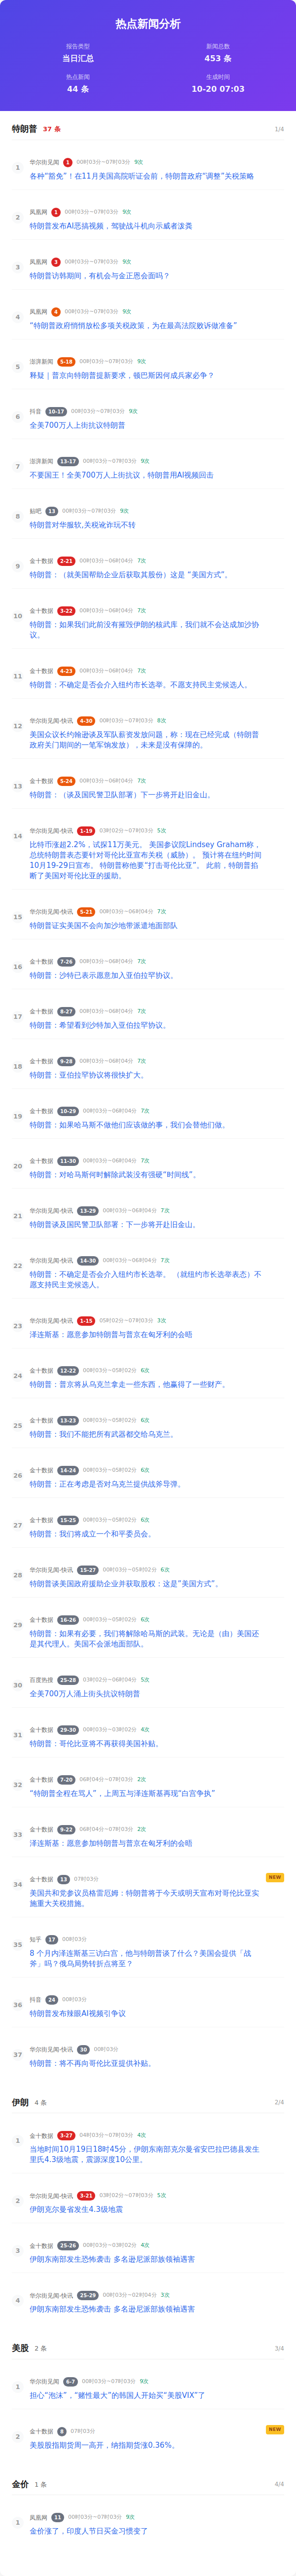 热点新闻分析
报告类型
新闻总数
当日汇总
453 条
热点新闻
生成时间
44 条
10-20 07:03
特朗普 37 条 1/4
1 华尔街见闻 1 00时03分~07时03分 9次
各种“豁免”！在11月美国高院听证会前，特朗普政府“调整”关税策略
2 凤凰网 1 00时03分~07时03分 9次
特朗普发布AI恶搞视频，驾驶战斗机向示威者泼粪
3 凤凰网 3 00时03分~07时03分 9次
特朗普访韩期间，有机会与金正恩会面吗？
4 凤凰网 4 00时03分~07时03分 9次
“特朗普政府悄悄放松多项关税政策，为在最高法院败诉做准备”
5 澎湃新闻 5-18 00时03分~07时03分 9次
释疑｜普京向特朗普提新要求，顿巴斯因何成兵家必争？
6 抖音 10-17 00时03分~07时03分 9次
全美700万人上街抗议特朗普
7 澎湃新闻 13-17 00时03分~07时03分 9次
不要国王！全美700万人上街抗议，特朗普用AI视频回击
8 贴吧 13 00时03分~07时03分 9次
特朗普对华服软,关税讹诈玩不转
9 金十数据 2-21 00时03分~06时04分 7次
特朗普：（就美国帮助企业后获取其股份）这是 “美国方式”。
10 金十数据 3-22 00时03分~06时04分 7次
特朗普：如果我们此前没有摧毁伊朗的核武库，我们就不会达成加沙协
议。
11 金十数据 4-23 00时03分~06时04分 7次
特朗普：不确定是否会介入纽约市长选举。不愿支持民主党候选人。
12 华尔街见闻-快讯 4-30 00时03分~07时03分 8次
美国众议长约翰逊谈及军队薪资发放问题，称：现在已经完成（特朗普
政府关门期间的一笔军饷发放），未来是没有保障的。
13 金十数据 5-24 00时03分~06时04分 7次
特朗普：（谈及国民警卫队部署）下一步将开赴旧金山。
14 华尔街见闻-快讯 1-19 03时02分~07时03分 5次
比特币涨超2.2%，试探11万美元。 美国参议院Lindsey Graham称，
总统特朗普表态要针对哥伦比亚宣布关税（威胁）。 预计将在纽约时间
10月19-29日宣布。 特朗普称他要“打击哥伦比亚”。 此前，特朗普掐
断了美国对哥伦比亚的援助。
15 华尔街见闻-快讯 5-21 00时03分~06时04分 7次
特朗普证实美国不会向加沙地带派遣地面部队
16 金十数据 7-26 00时03分~06时04分 7次
特朗普：沙特已表示愿意加入亚伯拉罕协议。
17 金十数据 8-27 00时03分~06时04分 7次
特朗普：希望看到沙特加入亚伯拉罕协议。
18 金十数据 9-28 00时03分~06时04分 7次
特朗普：亚伯拉罕协议将很快扩大。
19 金十数据 10-29 00时03分~06时04分 7次
特朗普：如果哈马斯不做他们应该做的事，我们会替他们做。
20 金十数据 11-30 00时03分~06时04分 7次
特朗普：对哈马斯何时解除武装没有强硬“时间线”。
21 华尔街见闻-快讯 13-29 00时03分~06时04分 7次
特朗普谈及国民警卫队部署：下一步将开赴旧金山。
22 华尔街见闻-快讯 14-30 00时03分~06时04分 7次
特朗普：不确定是否会介入纽约市长选举。 （就纽约市长选举表态）不
愿支持民主党候选人。
23 华尔街见闻-快讯 1-15 05时02分~07时03分 3次
泽连斯基：愿意参加特朗普与普京在匈牙利的会晤
24 金十数据 12-22 00时03分~05时02分 6次
特朗普：普京将从乌克兰拿走一些东西，他赢得了一些财产。
25 金十数据 13-23 00时03分~05时02分 6次
特朗普：我们不能把所有武器都交给乌克兰。
26 金十数据 14-24 00时03分~05时02分 6次
特朗普：正在考虑是否对乌克兰提供战斧导弹。
27 金十数据 15-25 00时03分~05时02分 6次
特朗普：我们将成立一个和平委员会。
28 华尔街见闻-快讯 15-27 00时03分~05时02分 6次
特朗普谈美国政府援助企业并获取股权：这是“美国方式”。
29 金十数据 16-26 00时03分~05时02分 6次
特朗普：如果有必要，我们将解除哈马斯的武装。无论是（由）美国还
是其代理人。美国不会派地面部队。
30 百度热搜 25-28 03时02分~06时04分 5次
全美700万人涌上街头抗议特朗普
31 金十数据 29-30 00时03分~03时02分 4次
特朗普：哥伦比亚将不再获得美国补贴。
32 金十数据 7-20 06时04分~07时03分 2次
“特朗普全程在骂人”，上周五与泽连斯基再现“白宫争执”
33 金十数据 9-22 06时04分~07时03分 2次
泽连斯基：愿意参加特朗普与普京在匈牙利的会晤
34 金十数据 13 07时03分 NEW
美国共和党参议员格雷厄姆：特朗普将于今天或明天宣布对哥伦比亚实
施重大关税措施。
35 知乎 17 00时03分
8 个月内泽连斯基三访白宫，他与特朗普谈了什么？美国会提供「战
斧」吗？俄乌局势转折点将至？
36 抖音 24 00时03分
特朗普发布辣眼AI视频引争议
37 华尔街见闻-快讯 30 00时03分
特朗普：将不再向哥伦比亚提供补贴。
伊朗 4 条 2/4
1 金十数据 3-27 04时03分~07时03分 4次
当地时间10月19日18时45分，伊朗东南部克尔曼省安巴拉巴德县发生
里氏4.3级地震，震源深度10公里。
2 华尔街见闻-快讯 3-21 03时02分~07时03分 5次
伊朗克尔曼省发生4.3级地震
3 金十数据 25-26 00时03分~03时02分 4次
伊朗东南部发生恐怖袭击 多名逊尼派部族领袖遇害
4 华尔街见闻-快讯 25-29 00时03分~02时04分 3次
伊朗东南部发生恐怖袭击 多名逊尼派部族领袖遇害
美股 2 条 3/4
1 华尔街见闻 6-7 00时03分~07时03分 9次
担心“泡沫”，“赌性最大”的韩国人开始买“美股VIX”了
2 金十数据 8 07时03分 NEW
美股股指期货周一高开，纳指期货涨0.36%。
金价 1 条 4/4
1 凤凰网 11 00时03分~07时03分 9次
金价涨了，印度人节日买金习惯变了